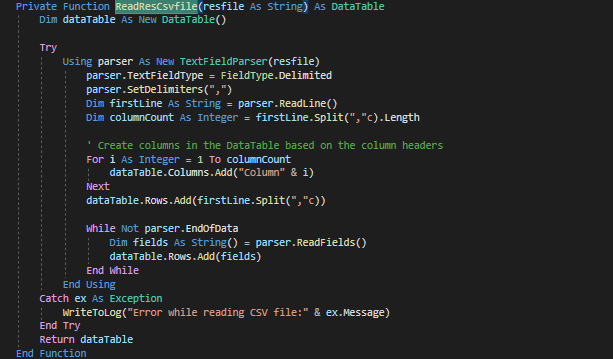 Private Function ReadResCsvfile(resfile As String) As DataTable
Dim dataTable As New DataTable()
Try
Using parser As New TextFieldParser(resfile)
parser.TextFieldType = FieldType.Delimited
parser.SetDelimiters(",")
Dim firstLine As String = parser.ReadLine()
Dim columnCount As Integer = firstLine.Split(","c).Length
' Create columns in the DataTable based on the column headers
For i As Integer = 1 To columnCount
dataTable.Columns.Add("Column" & i)
Next
dataTable.Rows.Add(firstLine.Split(","c))
While Not parser.EndOfData
Dim fields As String() = parser.ReadFields()
dataTable.Rows.Add(fields)
End While
End Using
Catch ex As Exception
WriteToLog("Error while reading CSV file:" & ex.Message)
End Try
Return dataTable
End Function